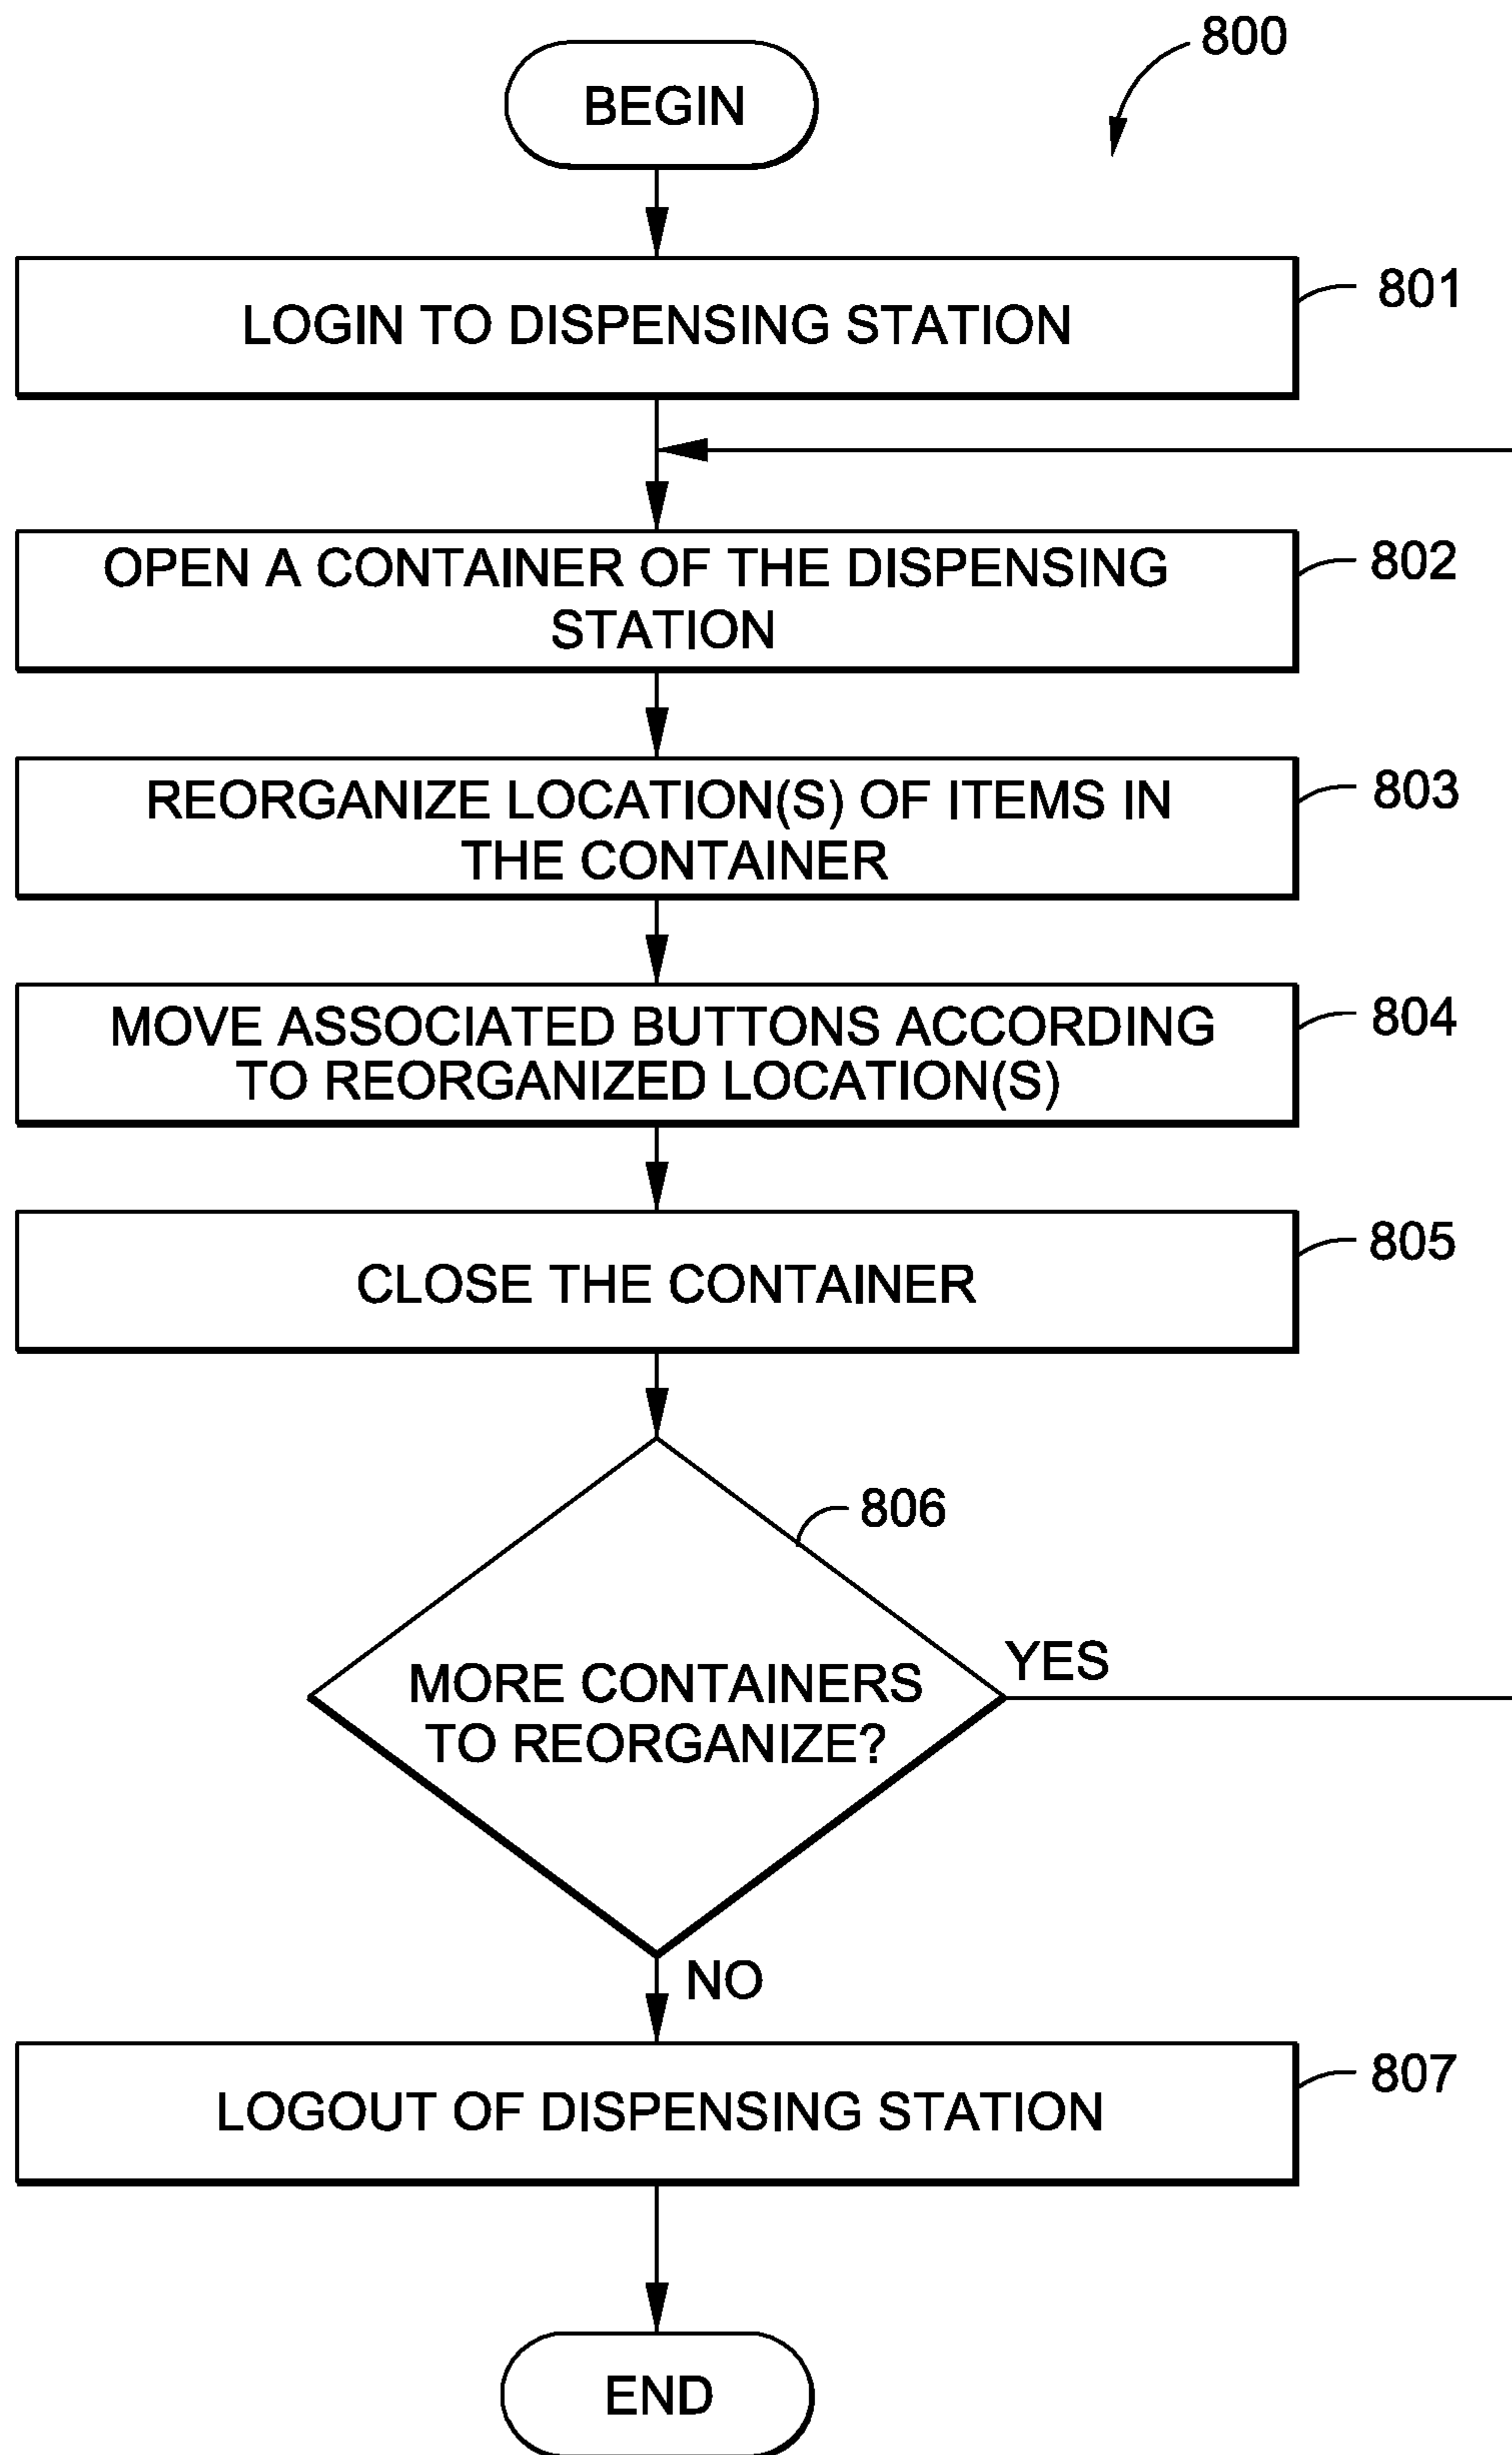 800
BEGIN
LOGIN TO DISPENSING STATION
801
OPEN A CONTAINER OF THE DISPENSING
STATION
802
REORGANIZE LOCATION(S) OF ITEMS IN
THE CONTAINER
803
MOVE ASSOCIATED BUTTONS ACCORDING
TO REORGANIZED LOCATION(S)
804
CLOSE THE CONTAINER
805
806
MORE CONTAINERS
TO REORGANIZE?
YES
NO
LOGOUT OF DISPENSING STATION
807
END